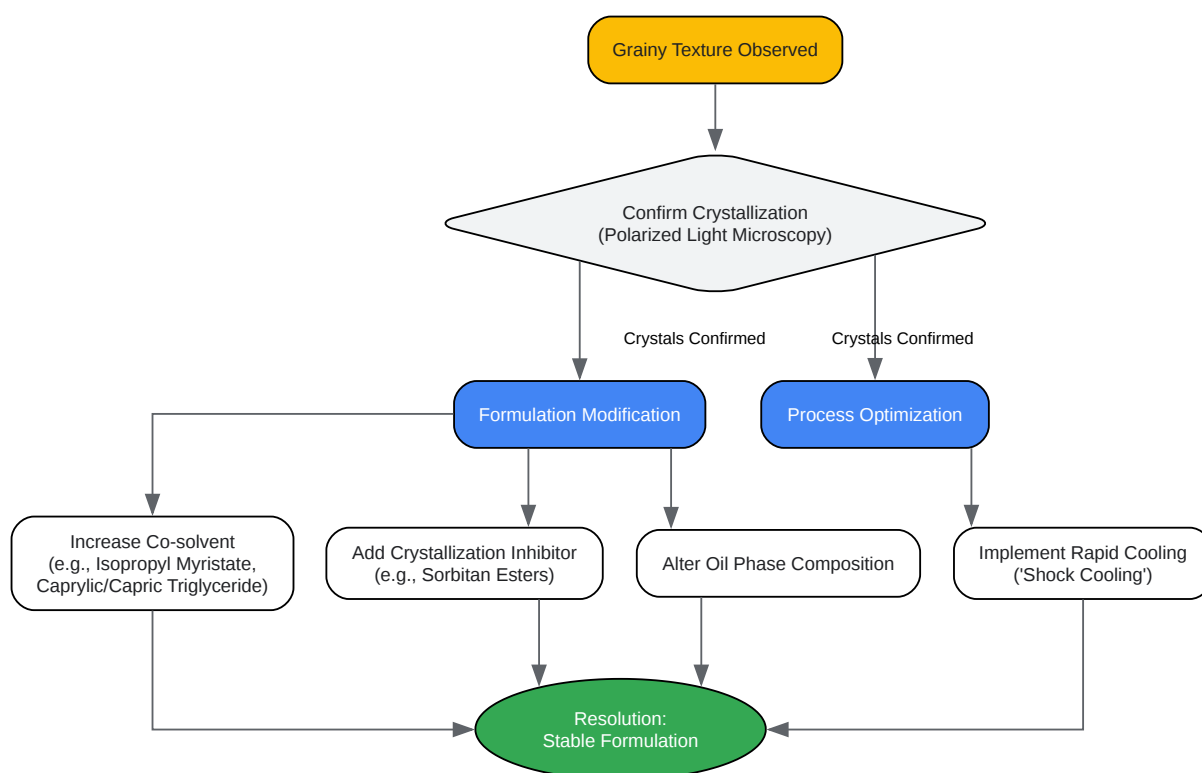 Grainy Texture Observed
Confirm Crystallization
(Polarized Light Microscopy)
Crystals Confirmed
Crystals Confirmed
Formulation Modification
Process Optimization
Increase Co-solvent
(e.g., Isopropyl Myristate,
Caprylic/Capric Triglyceride)
Add Crystallization Inhibitor
(e.g., Sorbitan Esters)
Alter Oil Phase Composition
Implement Rapid Cooling
('Shock Cooling')
Resolution:
Stable Formulation